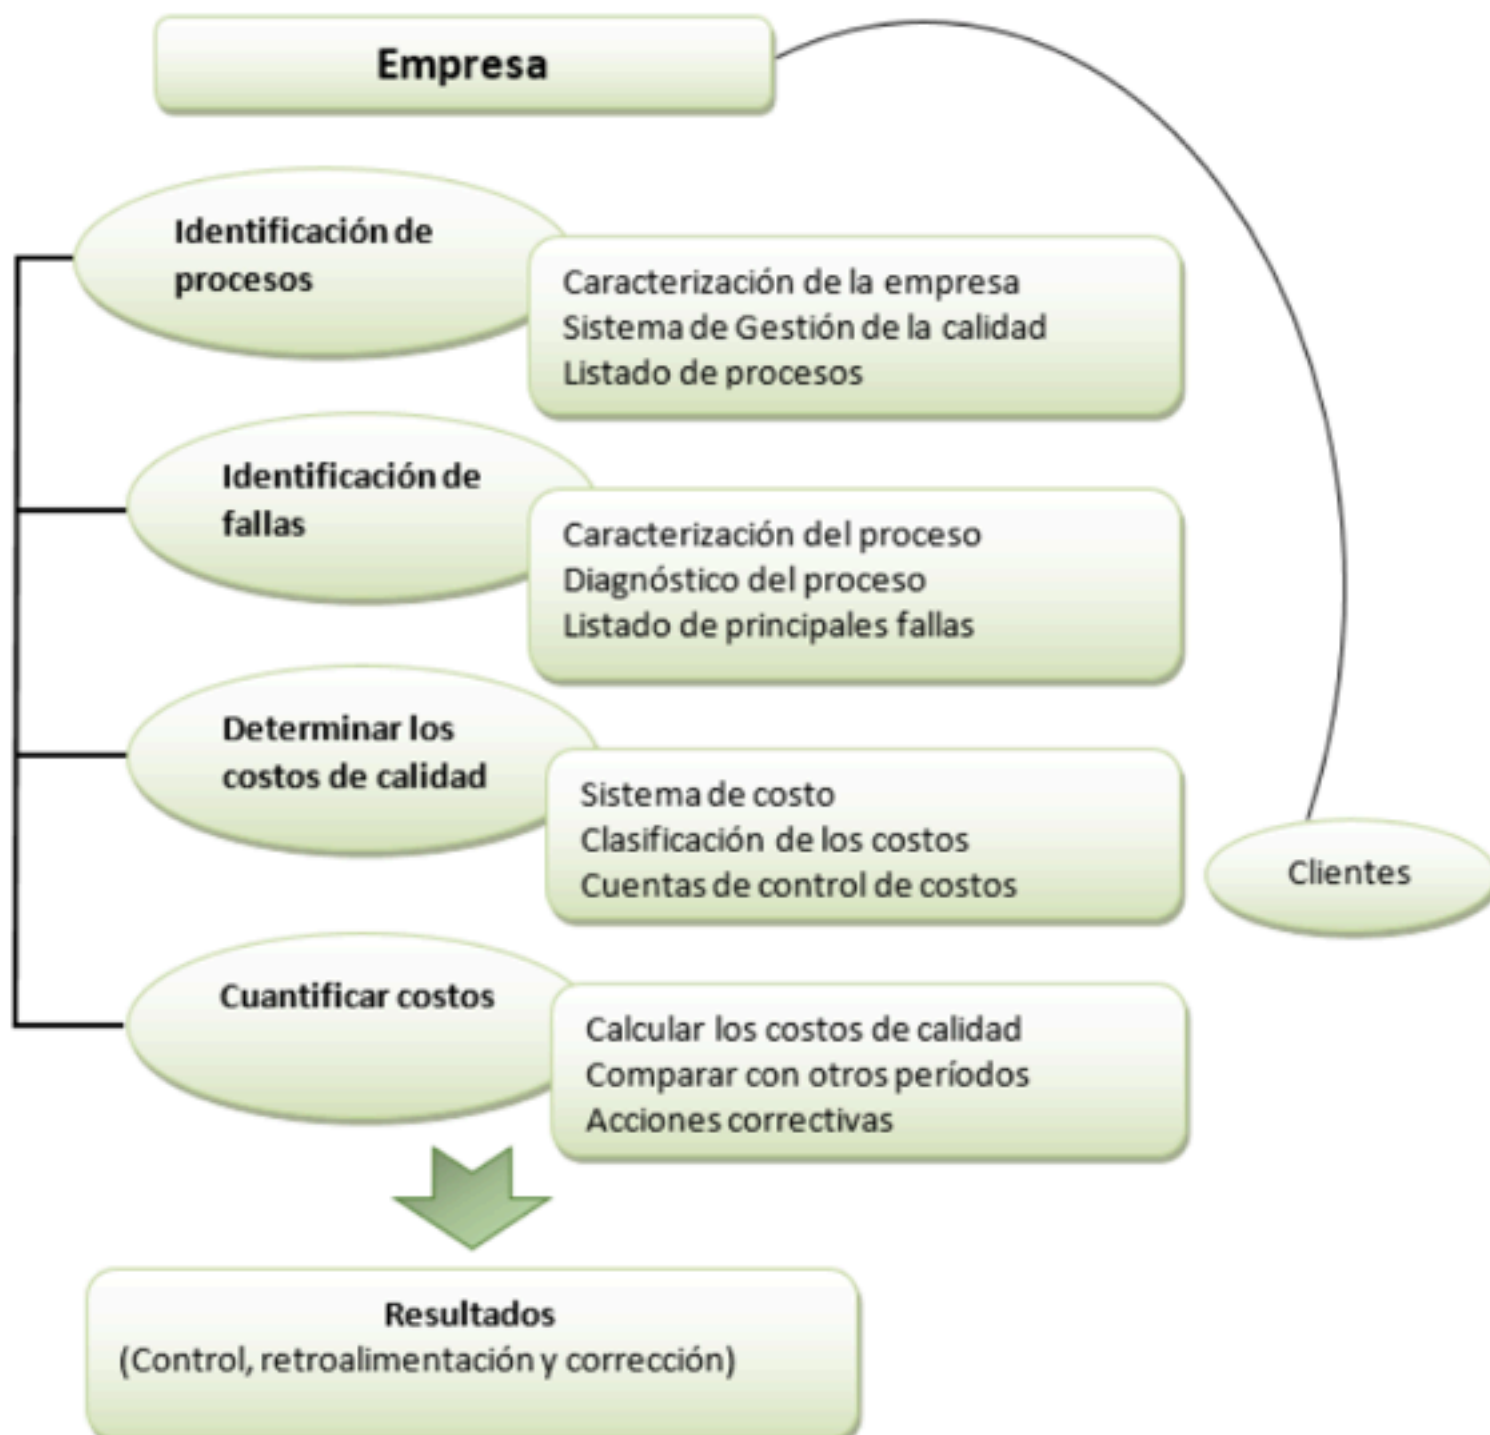 Empresa
Identificación de
procesos
Caracterización de la empresa
Sistema de Gestión de la calidad
Listado de procesos
Identificación de
fallas
Caracterización del proceso
Diagnóstico del proceso
Listado de principales fallas
Determinar los
costos de calidad
Sistema de costo
Clasificación de los costos
Cuentas de control de costos
Clientes
Cuantificar costos
Calcular los costos de calidad
Comparar con otros períodos
Acciones correctivas
Resultados
(Control, retroalimentación y corrección)